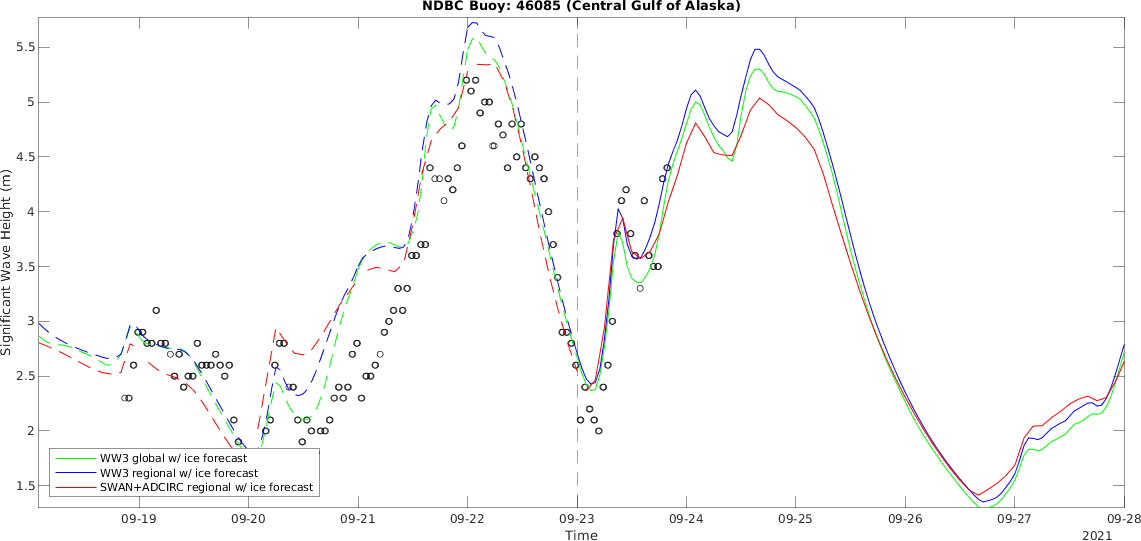 NDBC Buoy: 46085 (Central Gulf of Alaska)
Significant Wave Height (m)
5.5
5
4.5
4
3.5
3
2.5
2
1.5
WW3 global w/ ice forecast
WW3 regional w/ ice forecast
SWAN+ADCIRC regional w/ ice forecast
09-19 09-20 09-21 09-22 09-23 09-24 09-25 09-26 09-27 09-28
Time
2021